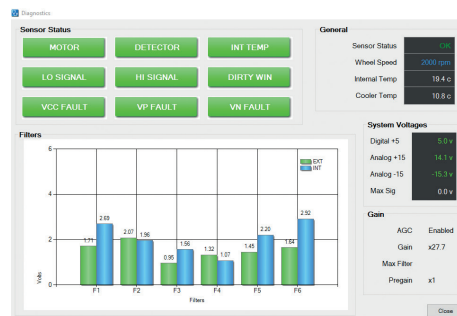 Diagnostics
Sensor Status
MOTOR DETECTOR INT TEMP
LO SIGNAL HI SIGNAL DIRTY WIN
VCC FAULT VP FAULT VN FAULT
General
Sensor Status OK
Wheel Speed 2000 rpm
Internal Temp 19.4 c
Cooler Temp 10.8 c
System Voltages
Digital +5 5.0 v
Analog +15 14.1 v
Analog -15 -15.3 v
Max Sig 0.0 v
Gain
AGC Enabled
Gain x27.7
Max Filter
Pregain x1
Close
Filters
6
4
2
0
Volts
EXT
INT
1.71 2.69 2.07 1.96 0.95 1.56 1.32 1.07 1.45 2.20 1.64 2.92
F1 F2 F3 F4 F5 F6
Filters